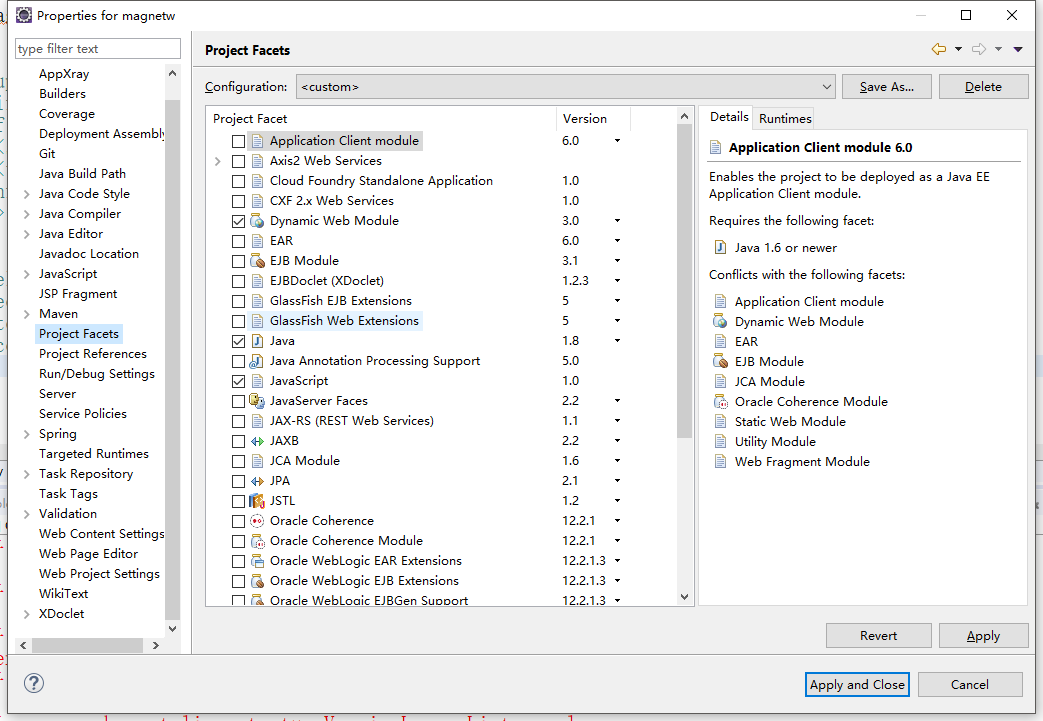 Properties for magnetw
type filter text
AppXray
Builders
Coverage
Deployment Assembly
Git
Java Build Path
Java Code Style
Java Compiler
Java Editor
Javadoc Location
JavaScript
JSP Fragment
Maven
Project Facets
Project References
Run/Debug Settings
Server
Service Policies
Spring
Targeted Runtimes
Task Repository
Task Tags
Validation
Web Content Settings
Web Page Editor
Web Project Settings
WikiText
XDoclet
Project Facets
Configuration: <custom> Save As... Delete
Project Facet Version
Application Client module 6.0
Axis2 Web Services
Cloud Foundry Standalone Application 1.0
CXF 2.x Web Services 1.0
Dynamic Web Module 3.0
EAR 6.0
EJB Module 3.1
EJBDoclet (XDoclet) 1.2.3
GlassFish EJB Extensions 5
GlassFish Web Extensions 5
Java 1.8
Java Annotation Processing Support 5.0
JavaScript 1.0
JavaServer Faces 2.2
JAX-RS (REST Web Services) 1.1
JAXB 2.2
JCA Module 1.6
JPA 2.1
JSTL 1.2
Oracle Coherence 12.2.1
Oracle Coherence Module 12.2.1
Oracle WebLogic EAR Extensions 12.2.1.3
Oracle WebLogic EJB Extensions 12.2.1.3
Oracle WebLogic EJBGen Support 12.2.1.3
Details Runtimes
Application Client module 6.0
Enables the project to be deployed as a Java EE
Application Client module.
Requires the following facet:
Java 1.6 or newer
Conflicts with the following facets:
Application Client module
Dynamic Web Module
EAR
EJB Module
JCA Module
Oracle Coherence Module
Static Web Module
Utility Module
Web Fragment Module
Revert Apply
Apply and Close Cancel